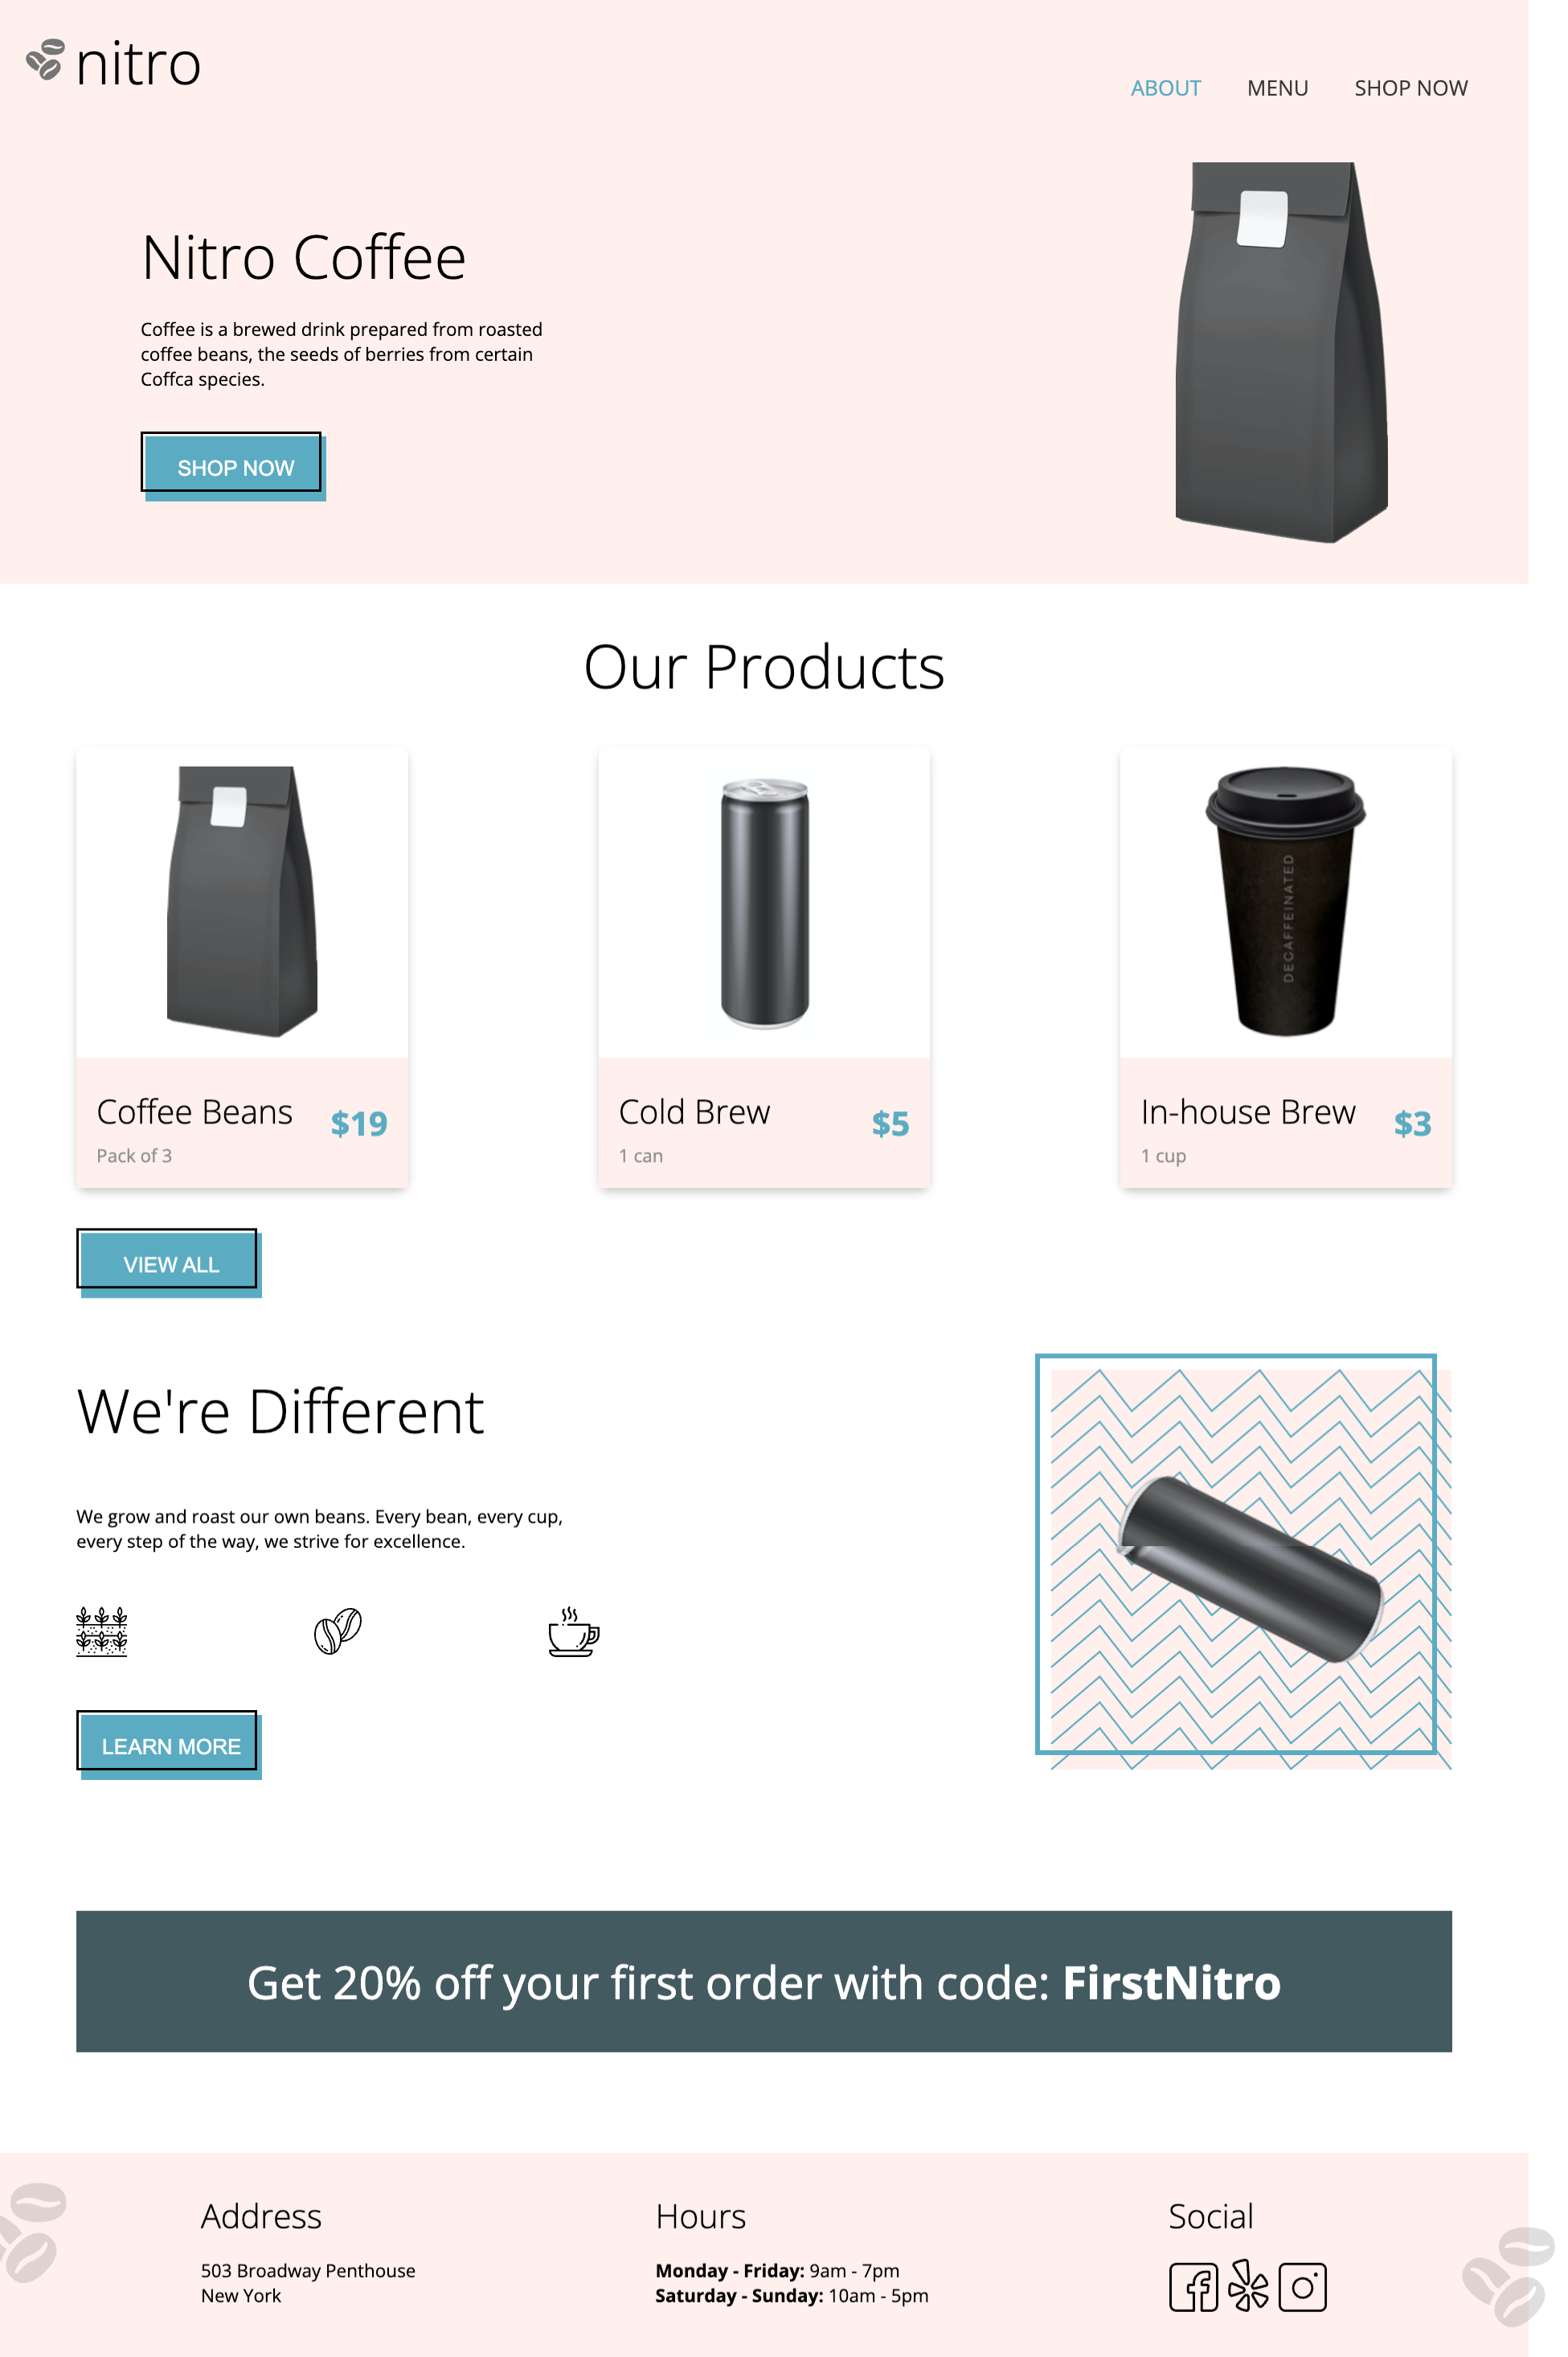 nitro
ABOUT MENU SHOP NOW
Nitro Coffee
Coffee is a brewed drink prepared from roasted
coffee beans, the seeds of berries from certain
Coffca species.
SHOP NOW
Our Products
DECAFFEINATED
Coffee Beans
$19
Pack of 3
Cold Brew
$5
1 can
In-house Brew
$3
1 cup
VIEW ALL
We're Different
We grow and roast our own beans. Every bean, every cup,
every step of the way, we strive for excellence.
LEARN MORE
Get 20% off your first order with code: FirstNitro
Address
503 Broadway Penthouse
New York
Hours
Monday - Friday: 9am - 7pm
Saturday - Sunday: 10am - 5pm
Social